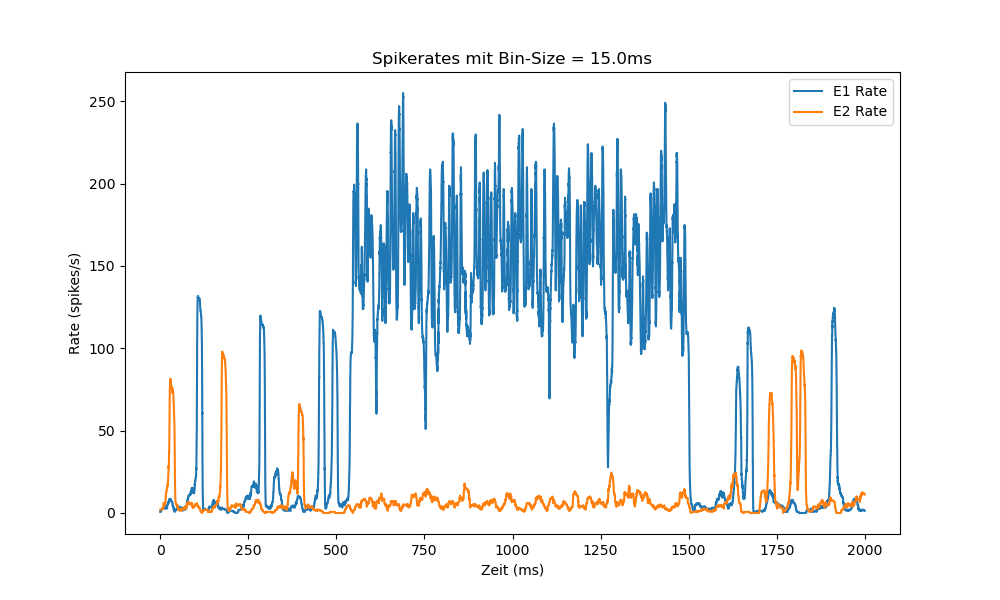 Spikerates mit Bin-Size = 15.0ms
E1 Rate
E2 Rate
250
200
150
100
50
0
Rate (spikes/s)
0 250 500 750 1000 1250 1500 1750 2000
Zeit (ms)